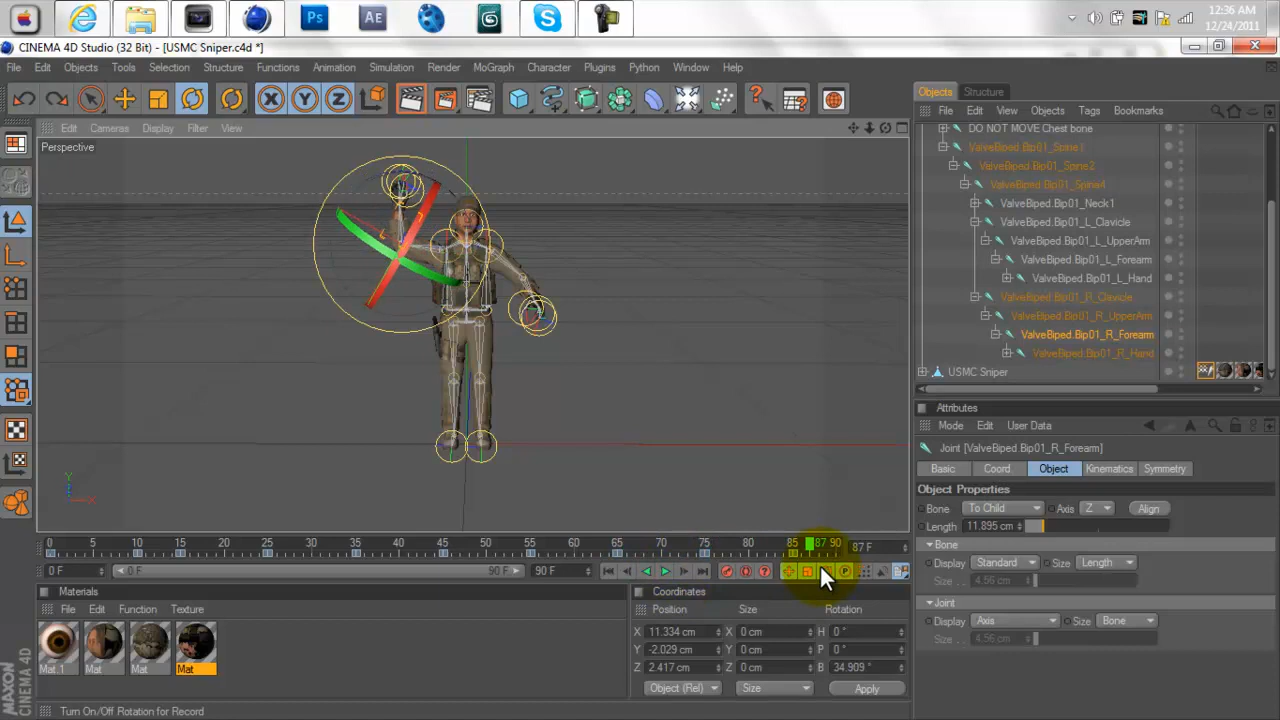 Ps
Ae
12:36 AM
12/24/2011
CINEMA 4D Studio (32 Bit) - [USMC Sniper.c4d *]
File Edit Objects Tools Selection Structure Functions Animation Simulation Render MoGraph Character Plugins Python Window Help
X Y Z
Objects Structure
File Edit View Objects Tags Bookmarks
Edit Cameras Display Filter View
Perspective
DO NOT MOVE Chest bone
ValveBiped.Bip01_Spine1
ValveBiped.Bip01_Spine2
ValveBiped.Bip01_Spine4
ValveBiped.Bip01_Neck1
ValveBiped.Bip01_L_Clavicle
ValveBiped.Bip01_L_UpperArm
ValveBiped.Bip01_L_Forearm
ValveBiped.Bip01_L_Hand
ValveBiped.Bip01_R_Clavicle
ValveBiped.Bip01_R_UpperArm
ValveBiped.Bip01_R_Forearm
ValveBiped.Bip01_R_Hand
USMC Sniper
Attributes
Mode Edit User Data
Joint [ValveBiped.Bip01_R_Forearm]
Basic Coord Object Kinematics Symmetry
Object Properties
Bone To Child Axis Z Align
Length 11.895 cm
Bone
Display Standard Size Length
Size 4.56 cm
Joint
Display Axis Size Bone
Size 4.56 cm
Y
X
0 5 10 15 20 25 30 35 40 45 50 55 60 65 70 75 80 85 87 90 87 F
0 F 0 F 90 F 90 F P
Materials
File Edit Function Texture
Mat.1 Mat Mat Mat
Coordinates
Position Size Rotation
X 11.334 cm X 0 cm H 0 °
Y -2.029 cm Y 0 cm P 0 °
Z 2.417 cm Z 0 cm B 34.909 °
Object (Rel) Size Apply
MAXON
CINEMA 4D
Turn On/Off Rotation for Record